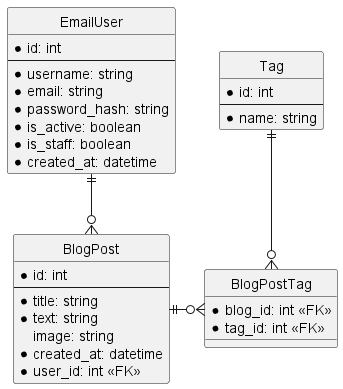 EmailUser
id: int
username: string
email: string
password_hash: string
is_active: boolean
is_staff: boolean
created_at: datetime
Tag
id: int
name: string
BlogPost
id: int
title: string
text: string
image: string
created_at: datetime
user_id: int «FK»
BlogPostTag
blog_id: int «FK»
tag_id: int «FK»